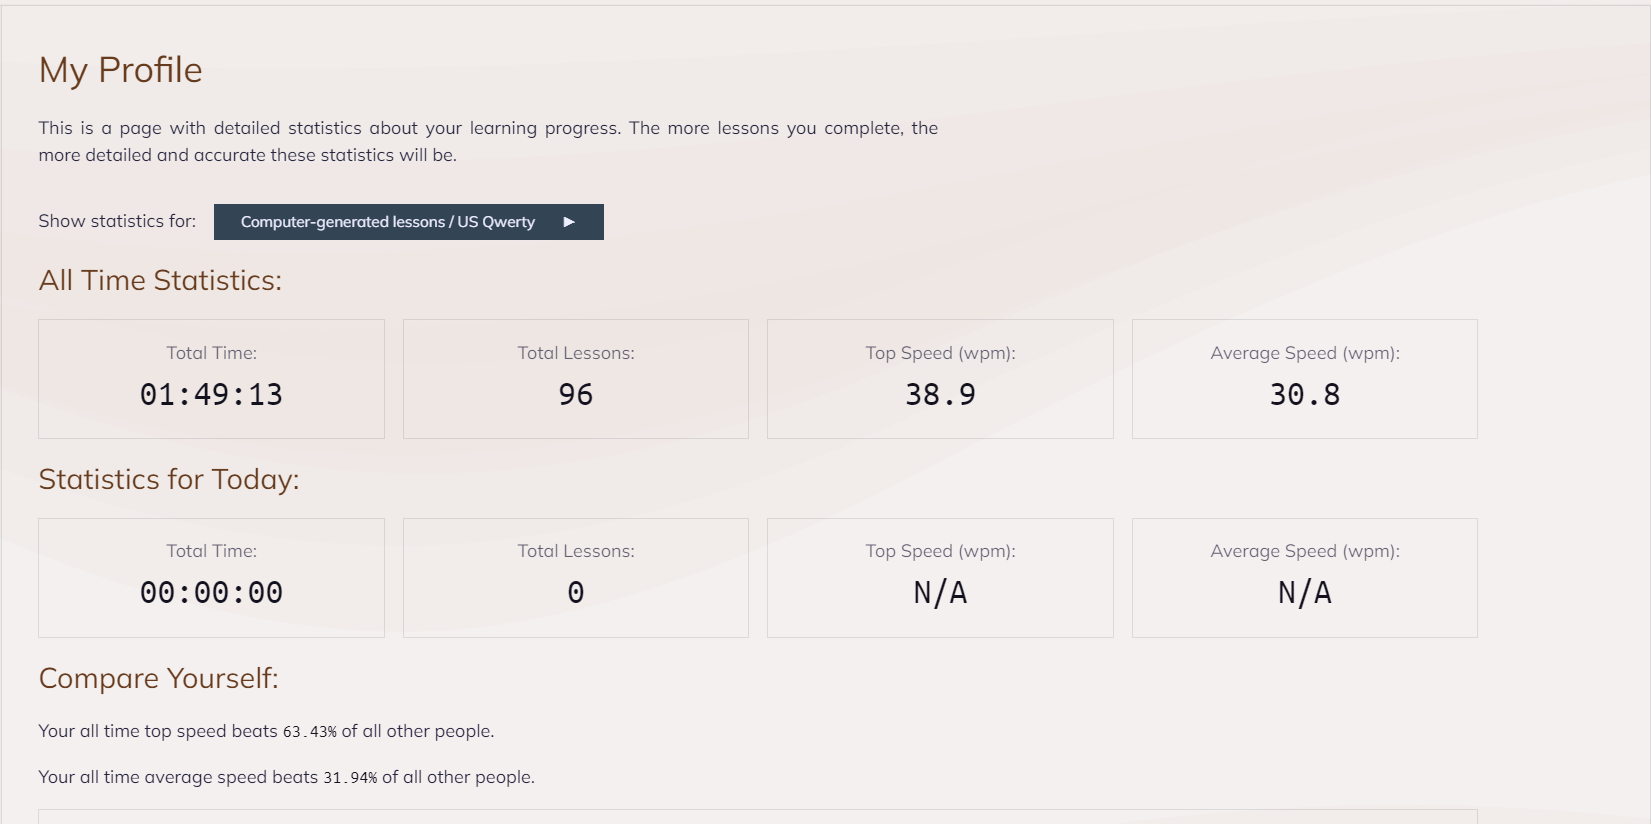 My Profile
This is a page with detailed statistics about your learning progress. The more lessons you complete, the
more detailed and accurate these statistics will be.
Show statistics for: Computer-generated lessons / US Qwerty ►
All Time Statistics:
Total Time: Total Lessons: Top Speed (wpm): Average Speed (wpm):
01:49:13 96 38.9 30.8
Statistics for Today:
Total Time: Total Lessons: Top Speed (wpm): Average Speed (wpm):
00:00:00 0 N/A N/A
Compare Yourself:
Your all time top speed beats 63.43% of all other people.
Your all time average speed beats 31.94% of all other people.